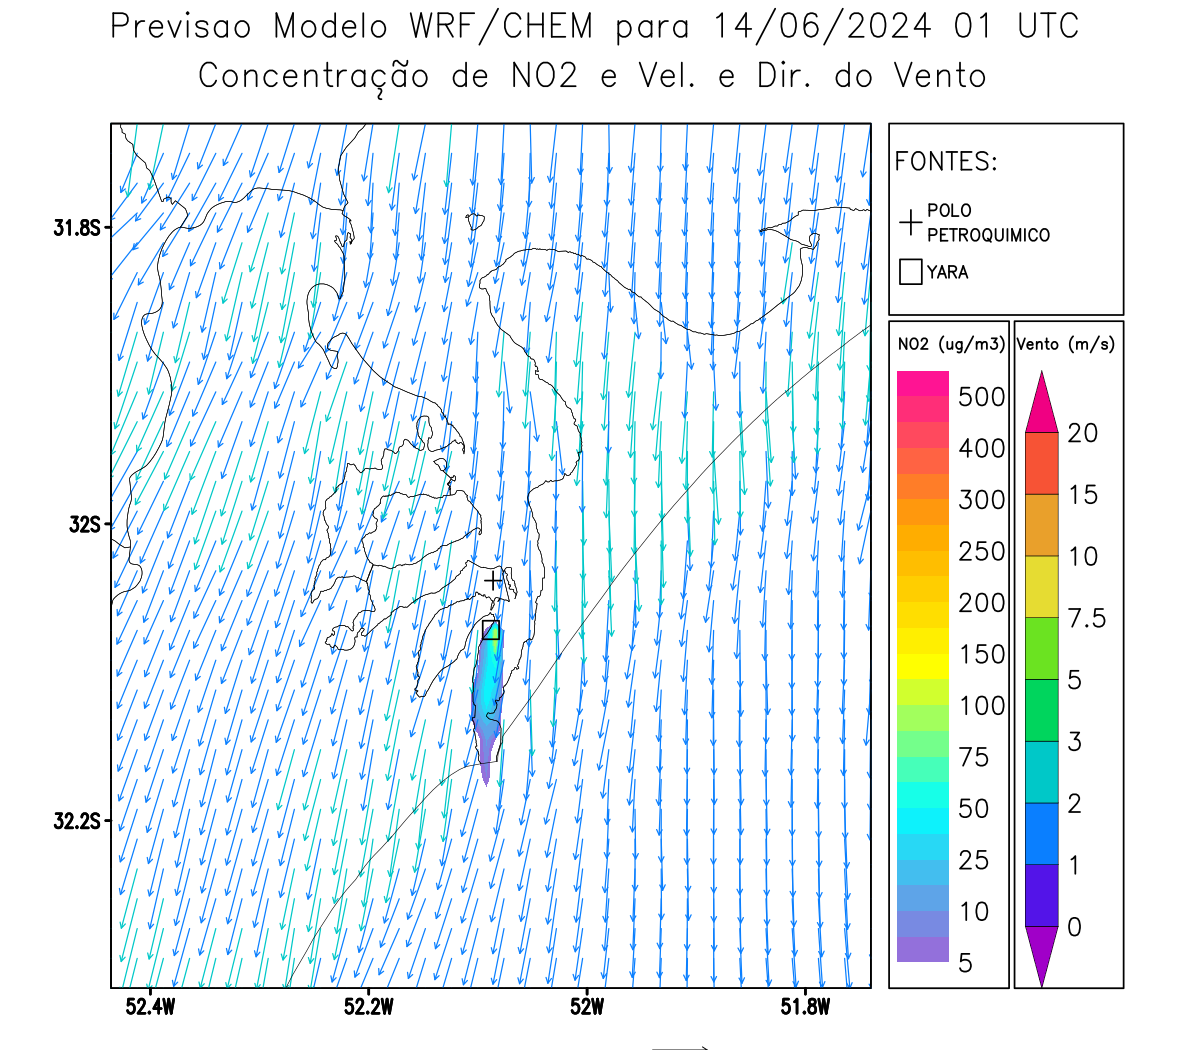 Previsao Modelo WRF/CHEM para 14/06/2024 01 UTC
Concentração de NO2 e Vel. e Dir. do Vento
FONTES:
POLO
PETROQUIMICO
YARA
31.8S
32S
32.2S
52.4W
52.2W
52W
51.8W
NO2 (ug/m3)
500
400
300
250
200
150
100
75
50
25
10
5
Vento (m/s)
20
15
10
7.5
5
3
2
1
0